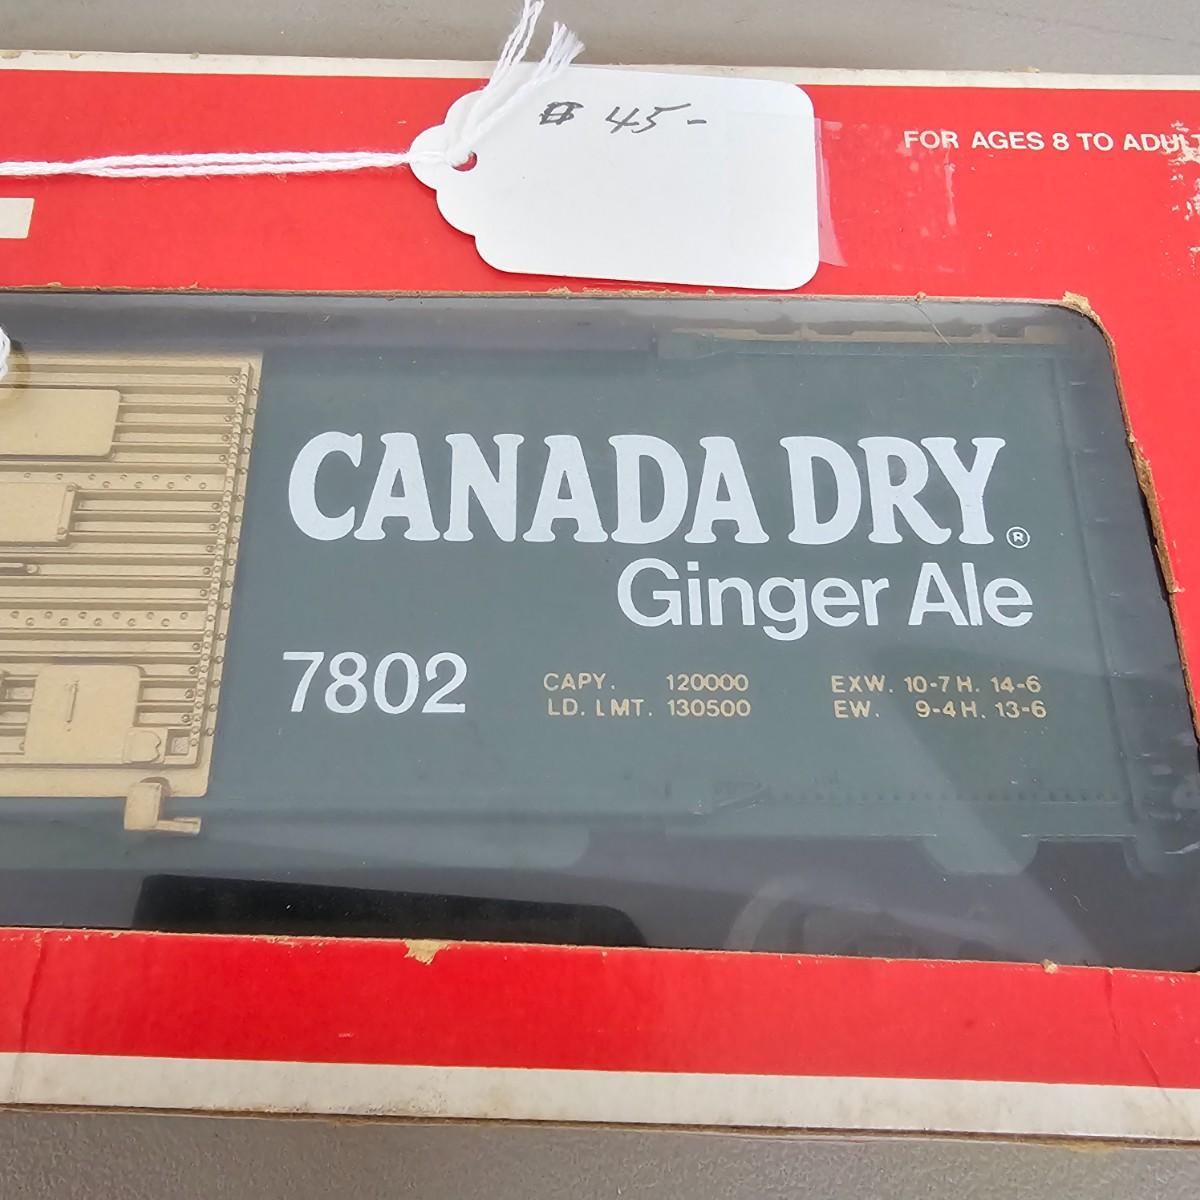 $ 45-
FOR AGES 8 TO ADULT
CANADA DRY®
Ginger Ale
7802
CAPY. 120000
LD. LMT. 130500
EXW. 10-7 H. 14-6
EW. 9-4 H. 13-6